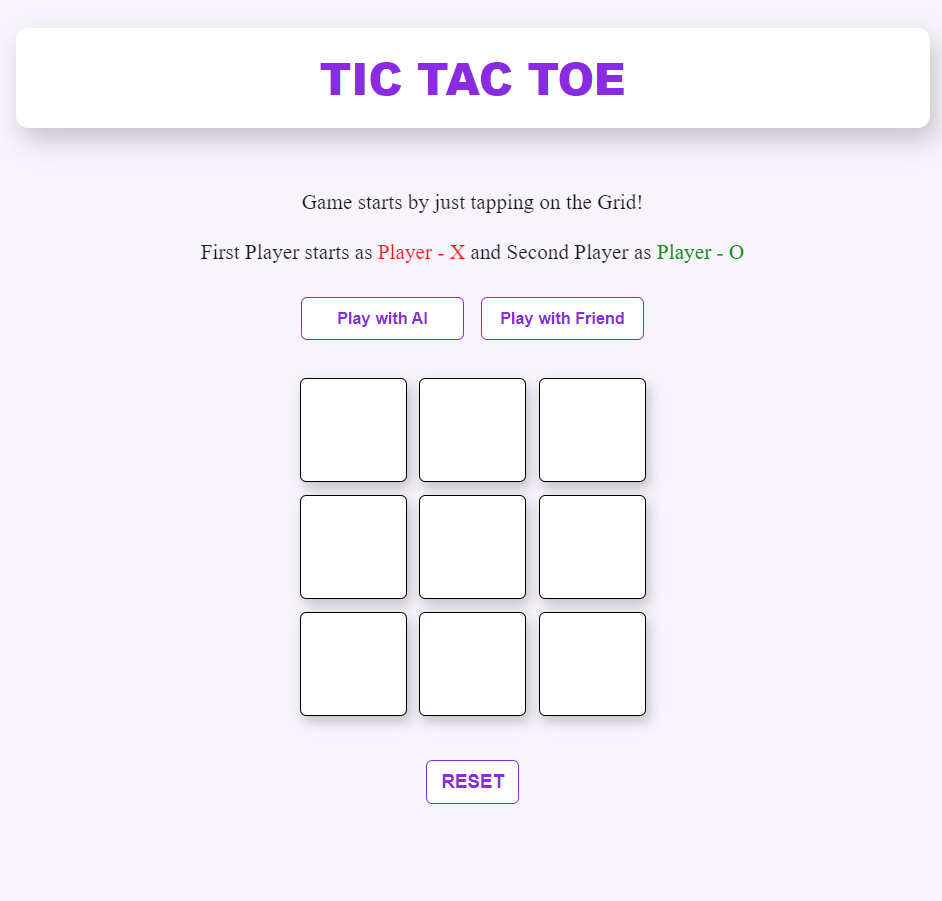 TIC TAC TOE
Game starts by just tapping on the Grid!
First Player starts as Player - X and Second Player as Player - O
Play with AI
Play with Friend
RESET